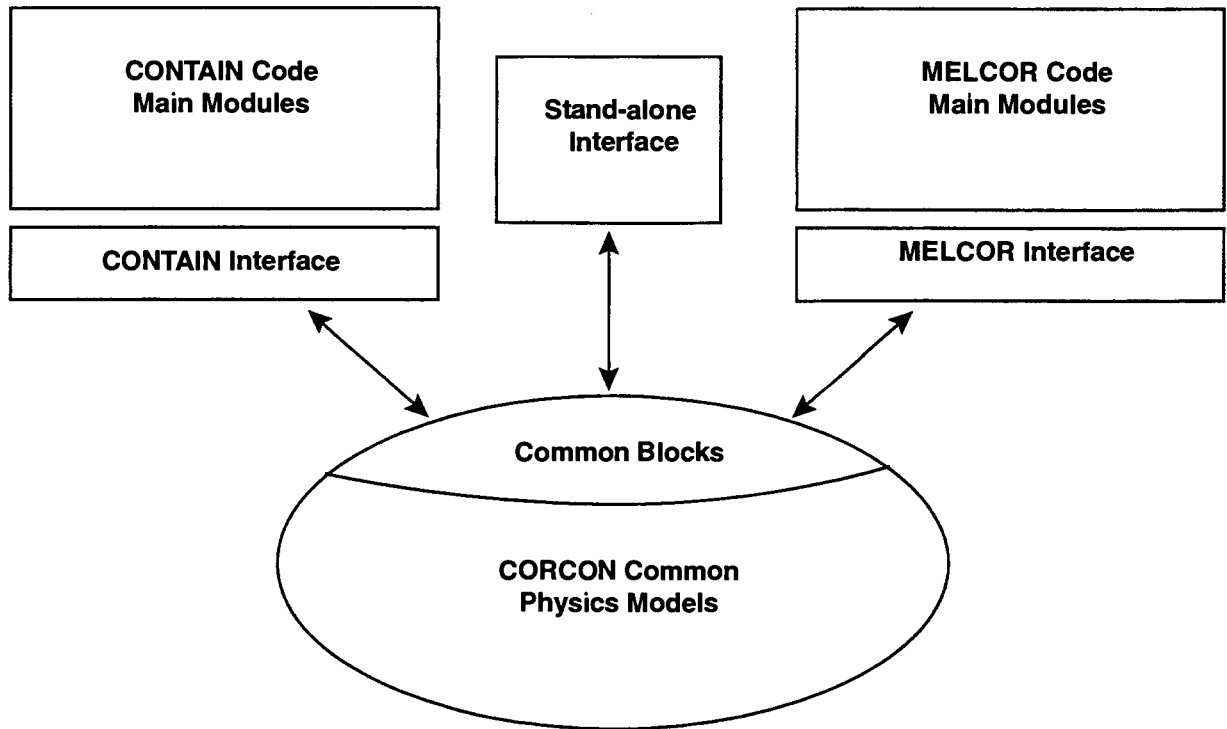 CONTAIN Code
Main Modules
CONTAIN Interface
Stand-alone
Interface
MELCOR Code
Main Modules
MELCOR Interface
Common Blocks
CORCON Common
Physics Models